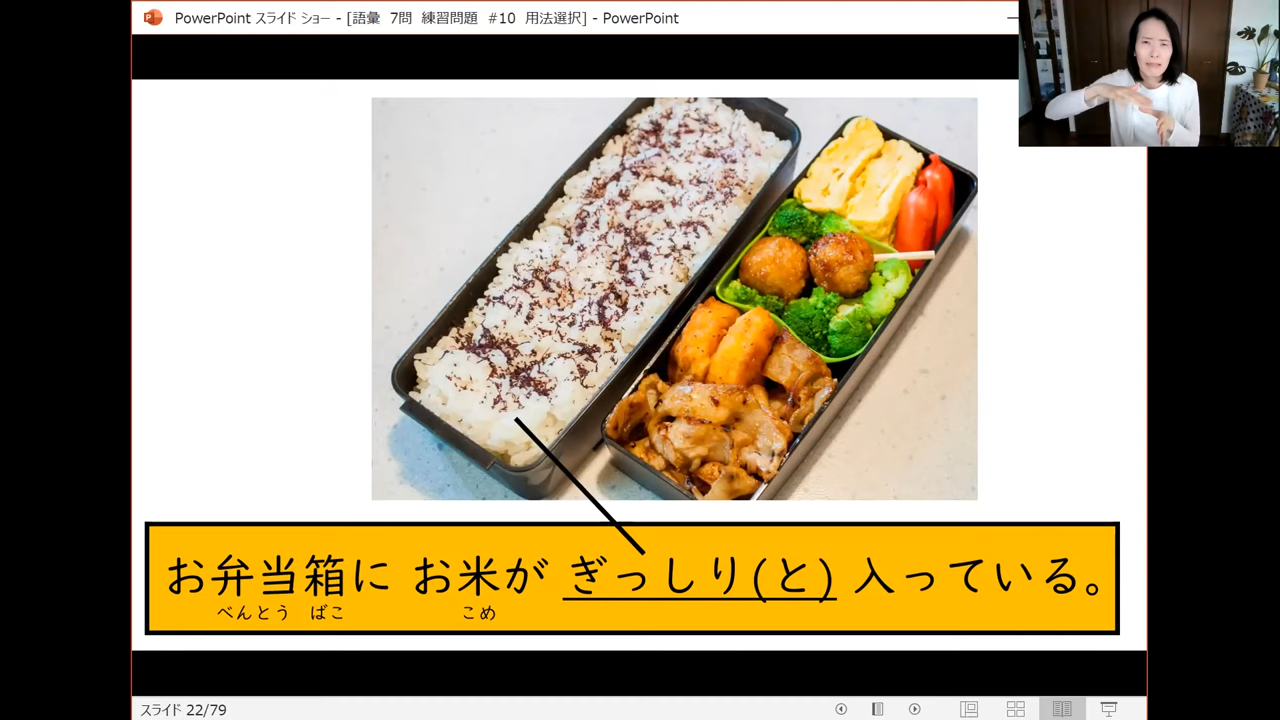 PowerPoint スライド ショー - [語彙 7問 練習問題 #10 用法選択] - PowerPoint
お弁当箱に お米が ぎっしり(と) 入っている。
べんとう ばこ こめ
スライド 22/79